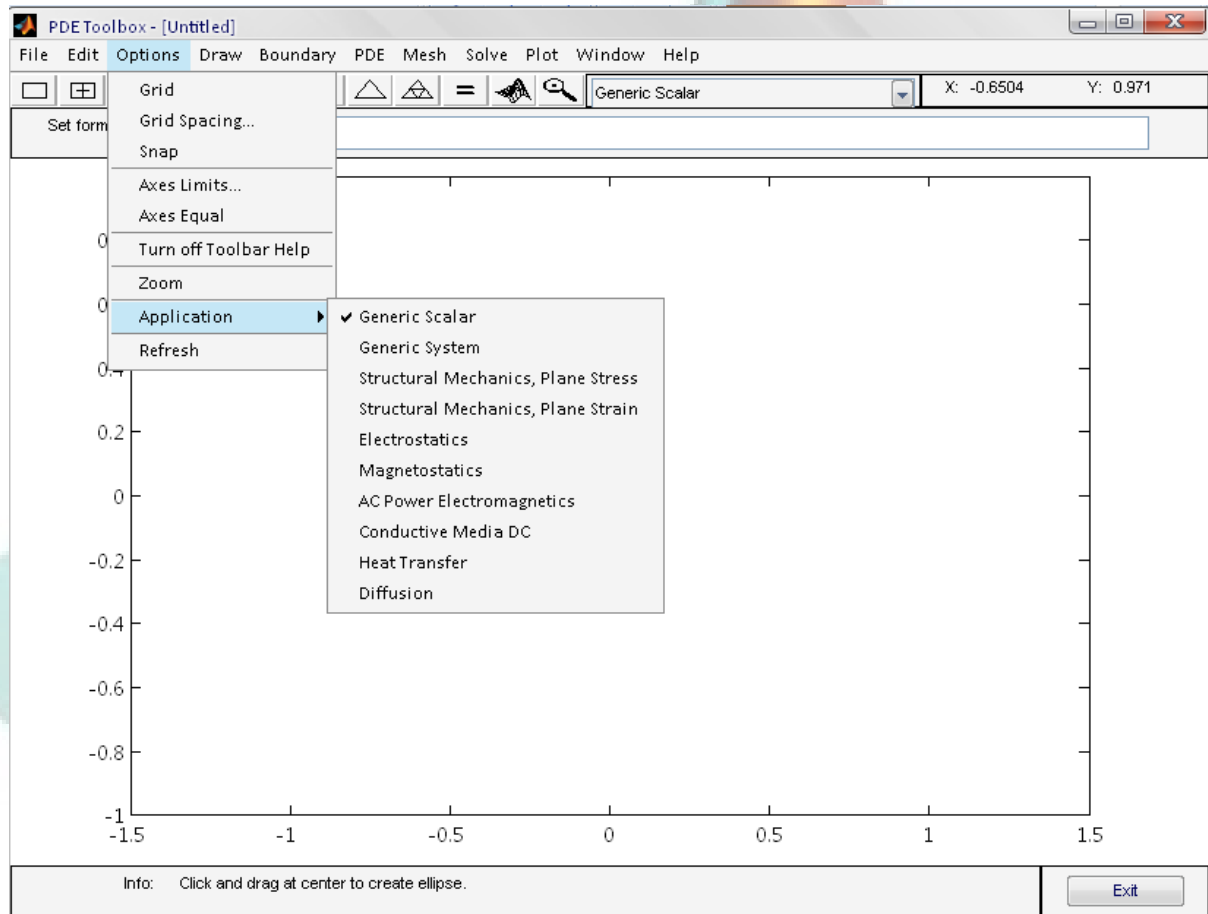 PDE Toolbox - [Untitled]
File Edit Options Draw Boundary PDE Mesh Solve Plot Window Help
Generic Scalar
X: -0.6504 Y: 0.971
Set form
Grid
Grid Spacing...
Snap
Axes Limits...
Axes Equal
Turn off Toolbar Help
Zoom
Application
Refresh
Generic Scalar
Generic System
Structural Mechanics, Plane Stress
Structural Mechanics, Plane Strain
Electrostatics
Magnetostatics
AC Power Electromagnetics
Conductive Media DC
Heat Transfer
Diffusion
0.4
0.2
0
-0.2
-0.4
-0.6
-0.8
-1
-1.5 -1 -0.5 0 0.5 1 1.5
Info: Click and drag at center to create ellipse.
Exit